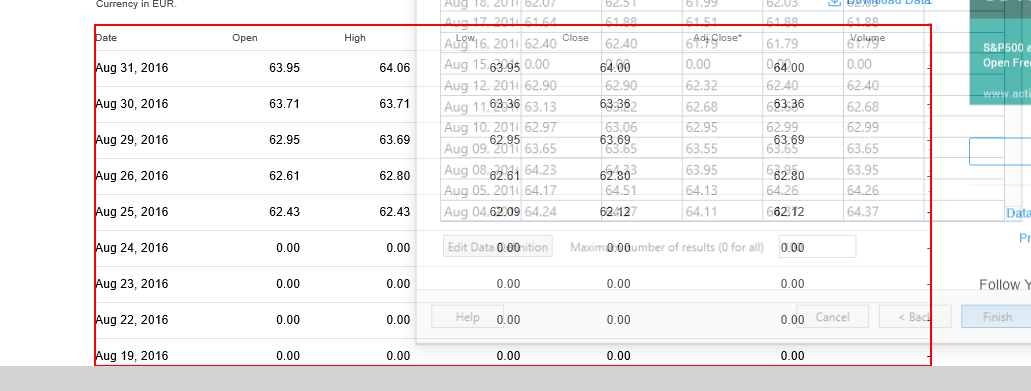 Currency in EUR.
Aug 18, 2016 62.07 62.51 61.99 62.03 62.03
Download Data
Aug 17, 2016 61.64 61.88 61.51 61.88 61.88
Date Open High Low Close Adj Close* Volume
Aug 16, 2016 62.40 62.40 61.79 61.79 61.79
S&P500 a
Open Free
Aug 15, 2016 0.00 0.00 0.00 0.00 0.00
Aug 31, 2016 63.95 64.06 63.95 64.00 64.00 -
Aug 12, 2016 62.90 62.90 62.32 62.40 62.40
www.acti
Aug 30, 2016 63.71 63.71 63.36 63.36 63.36 -
Aug 11, 2016 63.13 62.68 62.68
Aug 10, 2016 62.97 63.06 62.95 62.99 62.99
Aug 29, 2016 62.95 63.69 62.95 63.69 63.69 -
Aug 09, 2016 63.65 63.65 63.55 63.65 63.65
Aug 08, 2016 64.23 64.33 63.95 63.95 63.95
Aug 26, 2016 62.61 62.80 62.61 62.80 62.80 -
Aug 05, 2016 64.17 64.51 64.13 64.26 64.26
Aug 25, 2016 62.43 62.43 62.09 62.12 62.12 -
Aug 04, 2016 64.24 64.11 64.37
Data
Pr
Aug 24, 2016 0.00 0.00 0.00 0.00 0.00 -
Edit Data Definition Maximum number of results (0 for all)
Aug 23, 2016 0.00 0.00 0.00 0.00 0.00 -
Follow Y
Aug 22, 2016 0.00 0.00 0.00 0.00 0.00 -
Help Cancel < Back Finish
Aug 19, 2016 0.00 0.00 0.00 0.00 0.00 -